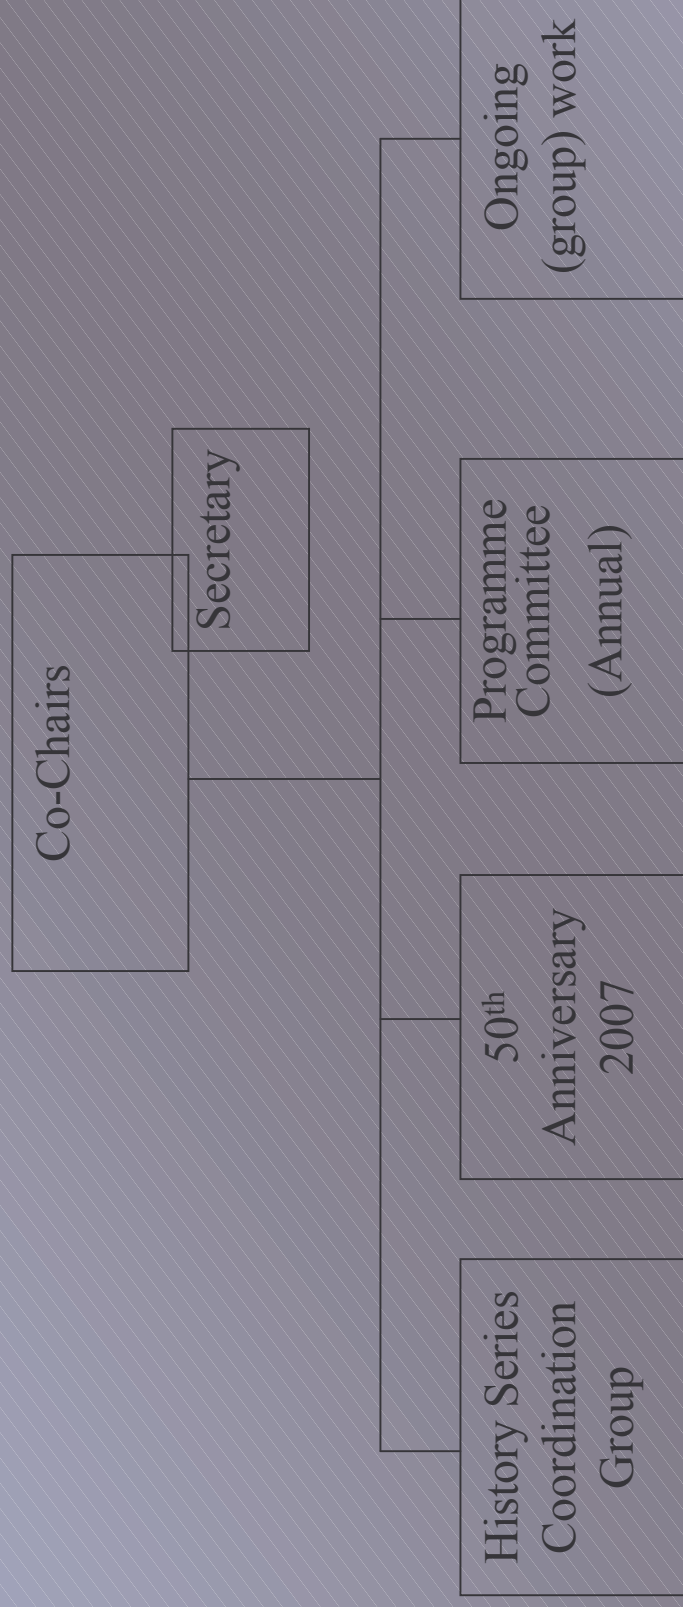 Co-Chairs
Secretary
History Series
Coordination
Group
50th
Anniversary
2007
Programme
Committee
(Annual)
Ongoing
(group) work